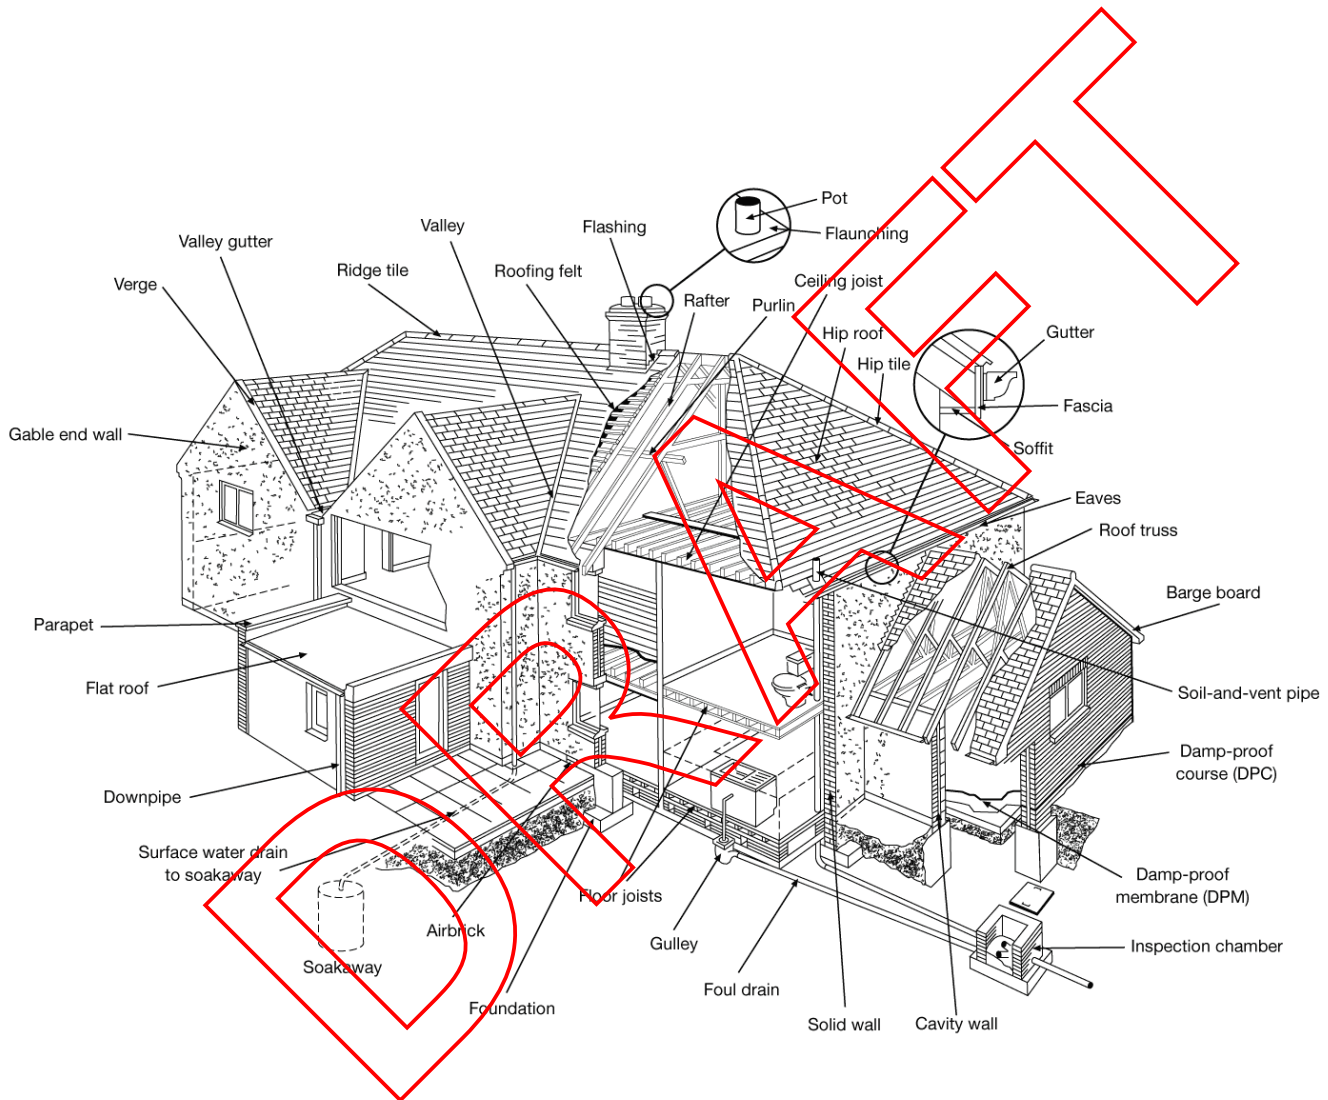 Pot
Flaunching
Valley
Flashing
Valley gutter
Ridge tile
Roofing felt
Verge
Ceiling joist
Rafter
Purlin
Hip roof
Gutter
Hip tile
Fascia
Gable end wall
Soffit
Eaves
Roof truss
Barge board
Parapet
Flat roof
Soil-and-vent pipe
Damp-proof
course (DPC)
Downpipe
Surface water drain
to soakaway
Damp-proof
membrane (DPM)
Floor joists
Airbrick
Gulley
Inspection chamber
Soakaway
Foul drain
Foundation
Solid wall
Cavity wall
DRAFT